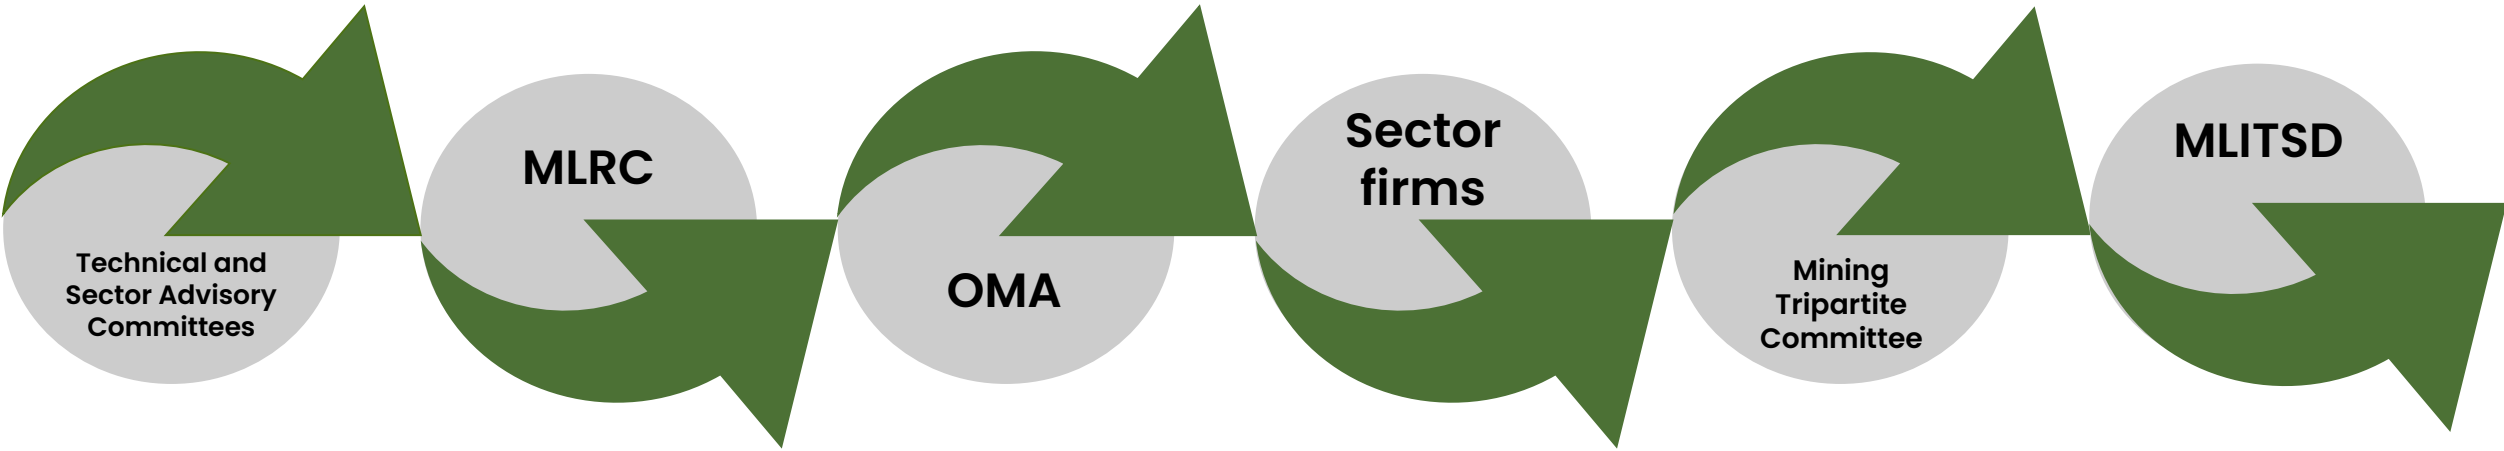 Technical and
Sector Advisory
Committees
MLRC
OMA
Sector
firms
Mining
Tripartite
Committee
MLITSD